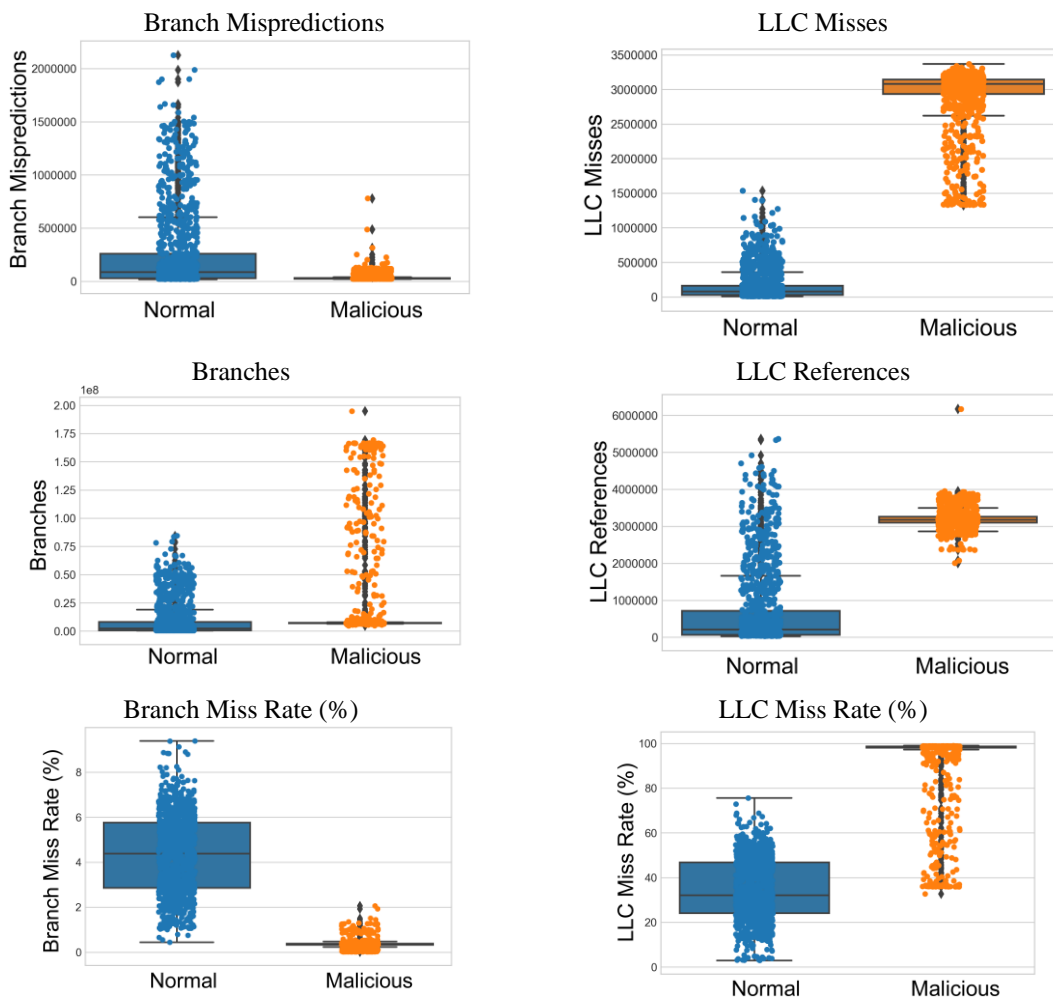 Branch Mispredictions
Branch Mispredictions
2000000
1500000
1000000
500000
0
Normal
Malicious
LLC Misses
LLC Misses
3500000
3000000
2500000
2000000
1500000
1000000
500000
0
Normal
Malicious
Branches
1e8
Branches
2.00
1.75
1.50
1.25
1.00
0.75
0.50
0.25
0.00
Normal
Malicious
LLC References
LLC References
6000000
5000000
4000000
3000000
2000000
1000000
0
Normal
Malicious
Branch Miss Rate (%)
Branch Miss Rate (%)
8
6
4
2
0
Normal
Malicious
LLC Miss Rate (%)
LLC Miss Rate (%)
100
80
60
40
20
0
Normal
Malicious